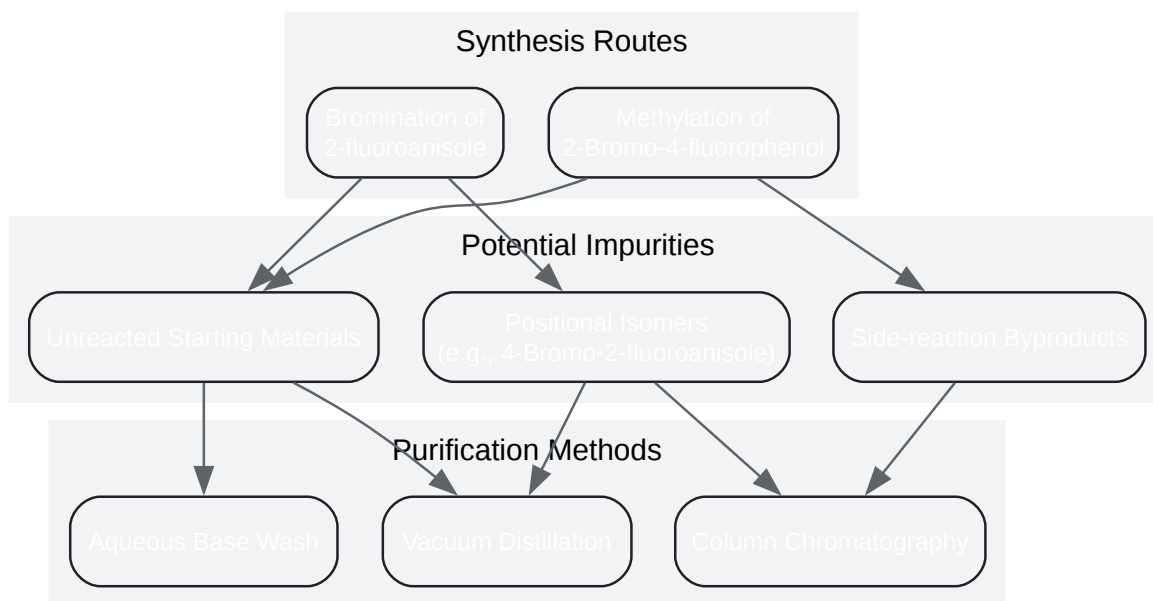 Synthesis Routes
Bromination of
2-fluoroanisole
Methylation of
2-Bromo-4-fluorophenol
Potential Impurities
Unreacted Starting Materials
Positional Isomers
(e.g., 4-Bromo-2-fluoroanisole)
Side-reaction Byproducts
Purification Methods
Aqueous Base Wash
Vacuum Distillation
Column Chromatography